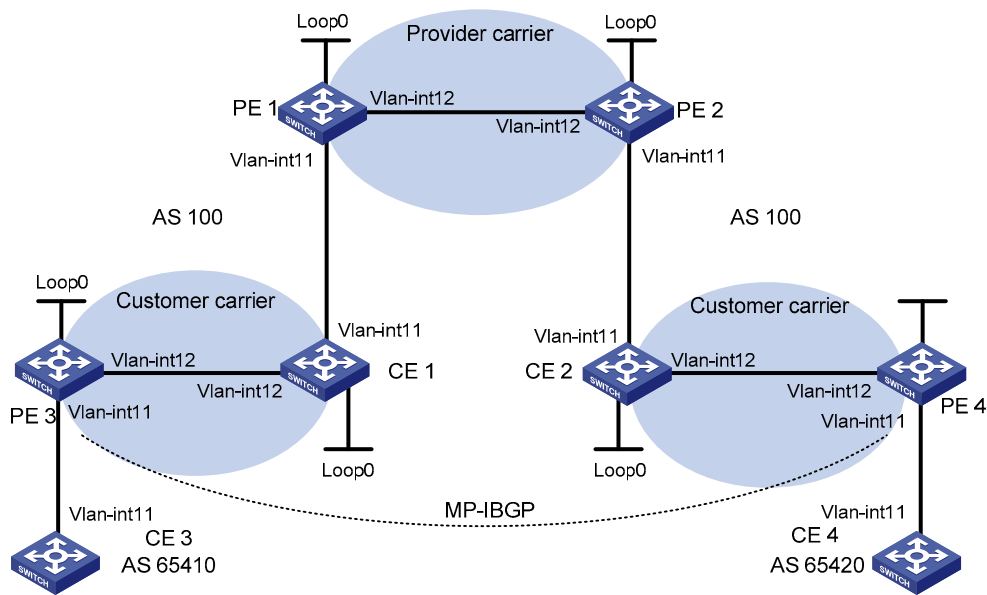 Loop0
Loop0
Provider carrier
PE 1
SWITCH
Vlan-int12
Vlan-int12
SWITCH
PE 2
Vlan-int11
Vlan-int11
AS 100
AS 100
Loop0
Customer carrier
Customer carrier
Vlan-int11
Vlan-int11
SWITCH
Vlan-int12
Vlan-int12
SWITCH
CE 1
CE 2
SWITCH
Vlan-int12
Vlan-int12
SWITCH
PE 3
Vlan-int11
Vlan-int11
PE 4
Loop0
Loop0
MP-IBGP
Vlan-int11
Vlan-int11
SWITCH
CE 3
AS 65410
CE 4
AS 65420
SWITCH